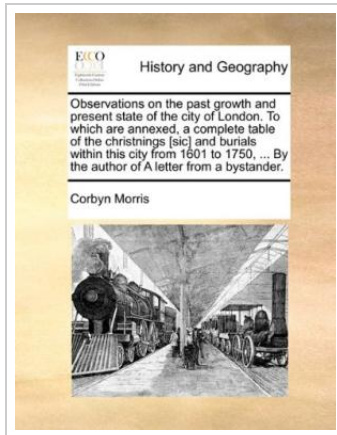 ECCO
History and Geography
Observations on the past growth and
present state of the city of London. To
which are annexed, a complete table
of the christnings [sic] and burials
within this city from 1601 to 1750, ... By
the author of A letter from a bystander.
Corbyn Morris